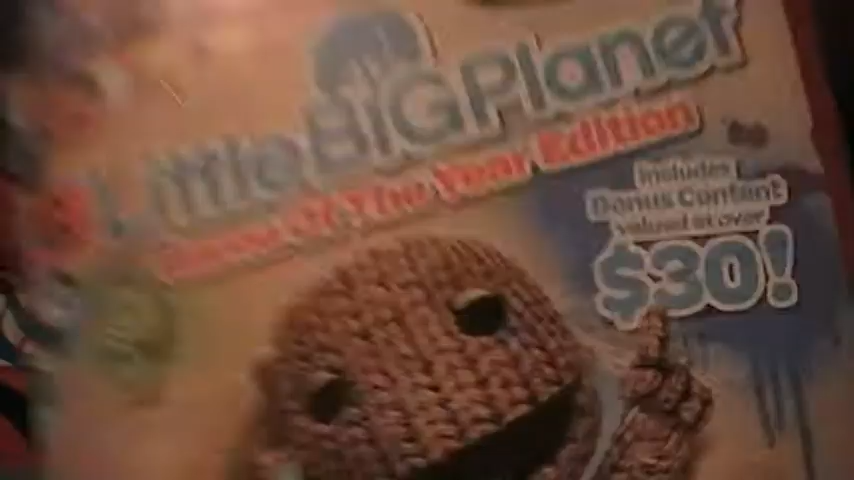 LittleBIGPlanet
Game Of The Year Edition
Includes
Bonus Content
valued at over
$30!